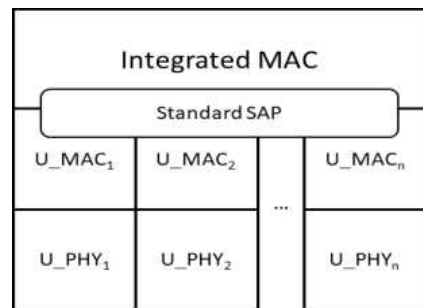 Integrated MAC
Standard SAP
U_MAC₁ U_MAC₂ U_MACₙ
...
U_PHY₁ U_PHY₂ U_PHYₙ